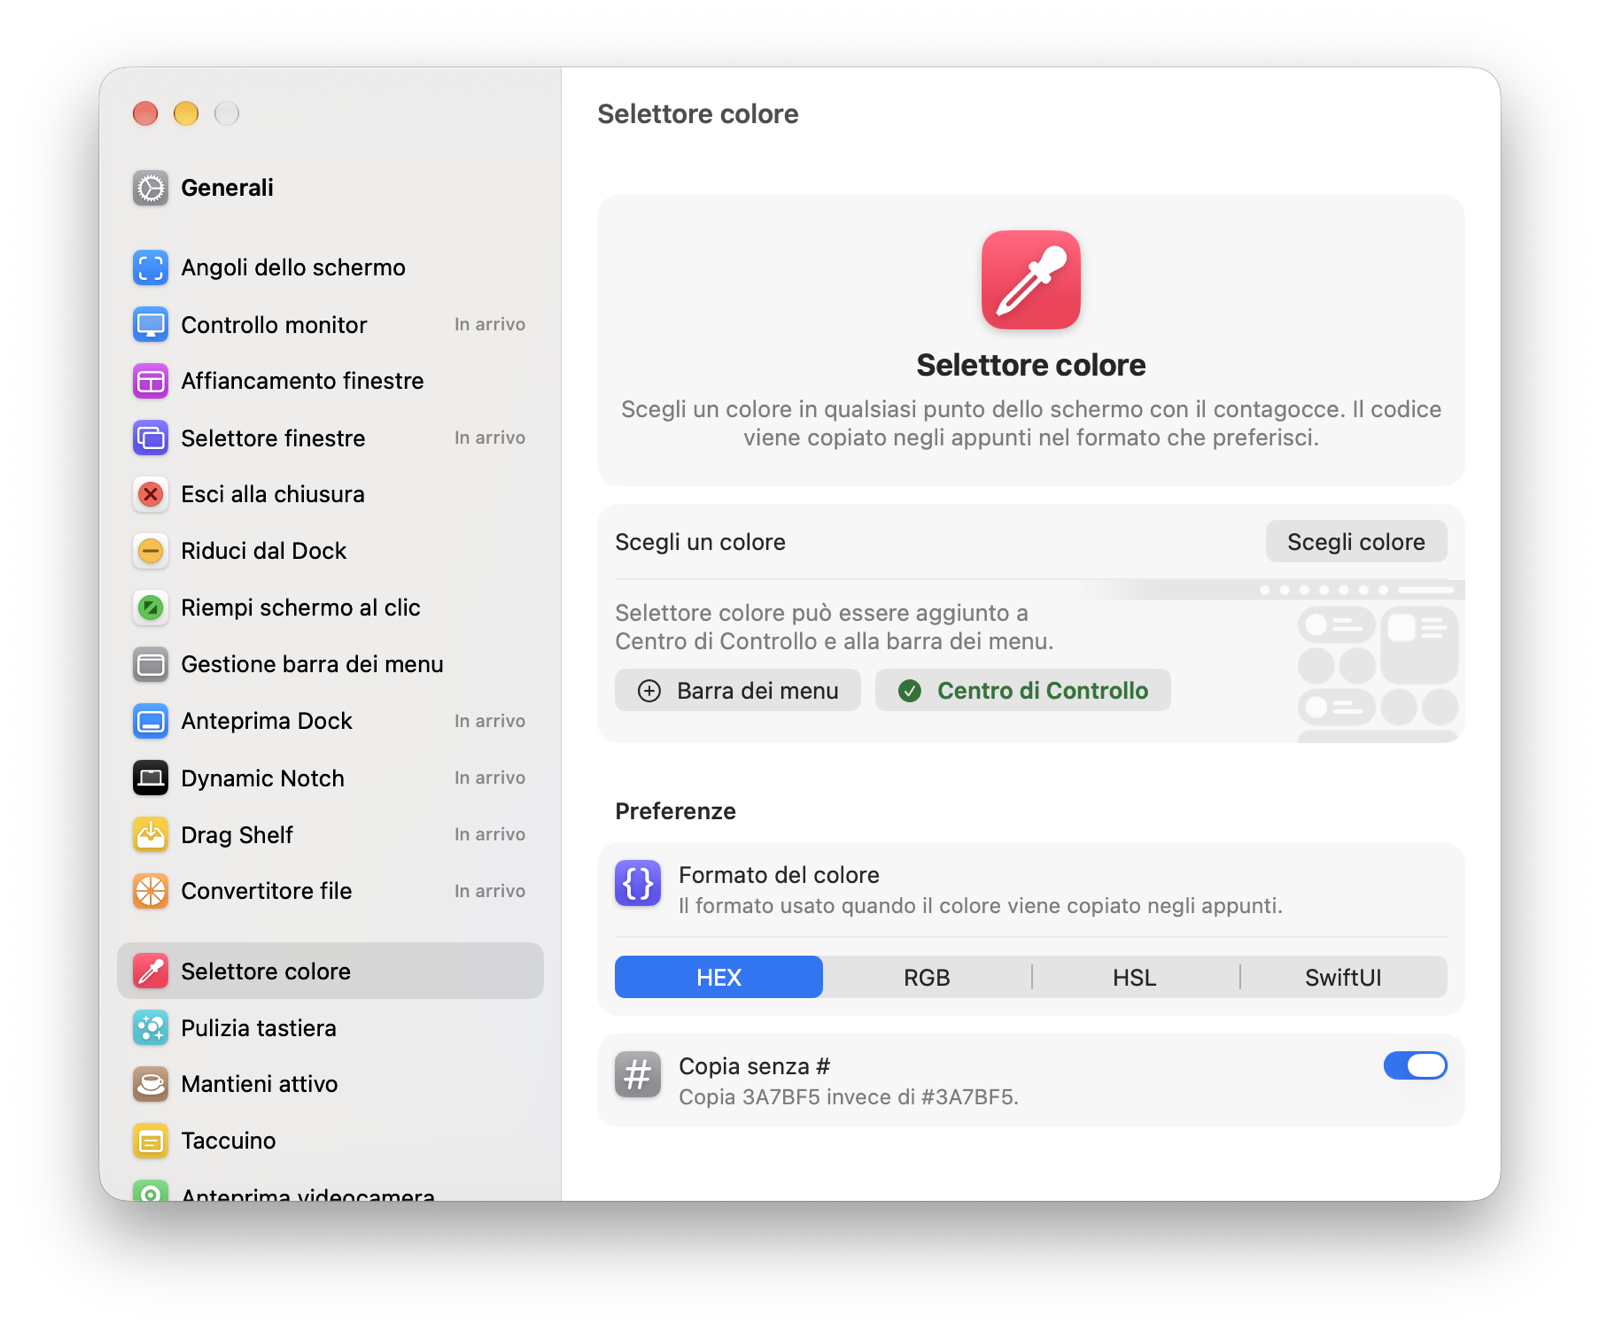 Selettore colore
Generali
Angoli dello schermo
Controllo monitor In arrivo
Affiancamento finestre
Selettore finestre In arrivo
Esci alla chiusura
Riduci dal Dock
Riempi schermo al clic
Gestione barra dei menu
Anteprima Dock In arrivo
Dynamic Notch In arrivo
Drag Shelf In arrivo
Convertitore file In arrivo
Selettore colore
Pulizia tastiera
Mantieni attivo
Taccuino
Anteprima videocamera
Selettore colore
Scegli un colore in qualsiasi punto dello schermo con il contagocce. Il codice
viene copiato negli appunti nel formato che preferisci.
Scegli un colore
Scegli colore
Selettore colore può essere aggiunto a
Centro di Controllo e alla barra dei menu.
Barra dei menu
Centro di Controllo
Preferenze
{}
Formato del colore
Il formato usato quando il colore viene copiato negli appunti.
HEX RGB HSL SwiftUI
#
Copia senza #
Copia 3A7BF5 invece di #3A7BF5.